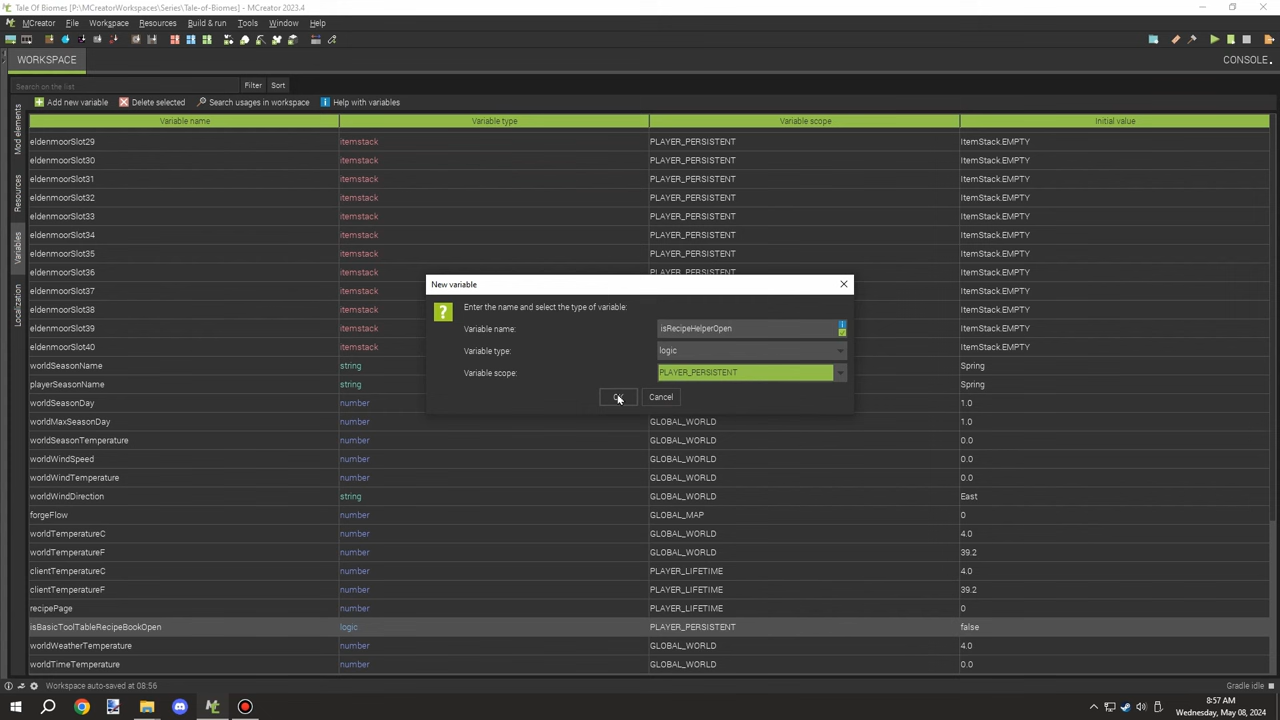 Tale Of Biomes [P:\MCreatorWorkspaces\Series\Tale-of-Biomes] - MCreator 2023.4
MCreator File Workspace Resources Build & run Tools Window Help
WORKSPACE CONSOLE
Search on the list Filter Sort
Add new variable Delete selected Search usages in workspace Help with variables
Variable name Variable type Variable scope Initial value
eldenmoorSlot29 itemstack PLAYER_PERSISTENT ItemStack.EMPTY
eldenmoorSlot30 itemstack PLAYER_PERSISTENT ItemStack.EMPTY
eldenmoorSlot31 itemstack PLAYER_PERSISTENT ItemStack.EMPTY
eldenmoorSlot32 itemstack PLAYER_PERSISTENT ItemStack.EMPTY
eldenmoorSlot33 itemstack PLAYER_PERSISTENT ItemStack.EMPTY
eldenmoorSlot34 itemstack PLAYER_PERSISTENT ItemStack.EMPTY
eldenmoorSlot35 itemstack PLAYER_PERSISTENT ItemStack.EMPTY
eldenmoorSlot36 itemstack PLAYER_PERSISTENT ItemStack.EMPTY
eldenmoorSlot37 itemstack ItemStack.EMPTY
eldenmoorSlot38 itemstack ItemStack.EMPTY
eldenmoorSlot39 itemstack ItemStack.EMPTY
eldenmoorSlot40 itemstack ItemStack.EMPTY
worldSeasonName string Spring
playerSeasonName string Spring
worldSeasonDay number 1.0
worldMaxSeasonDay number GLOBAL_WORLD 1.0
worldSeasonTemperature number GLOBAL_WORLD 0.0
worldWindSpeed number GLOBAL_WORLD 0.0
worldWindTemperature number GLOBAL_WORLD 0.0
worldWindDirection string GLOBAL_WORLD East
forgeFlow number GLOBAL_MAP 0
worldTemperatureC number GLOBAL_WORLD 4.0
worldTemperatureF number GLOBAL_WORLD 39.2
clientTemperatureC number PLAYER_LIFETIME 4.0
clientTemperatureF number PLAYER_LIFETIME 39.2
recipePage number PLAYER_LIFETIME 0
isBasicToolTableRecipeBookOpen logic PLAYER_PERSISTENT false
worldWeatherTemperature number GLOBAL_WORLD 4.0
worldTimeTemperature number GLOBAL_WORLD 0.0
Mod elements
Resources
Variables
Localization
New variable
Enter the name and select the type of variable:
Variable name: isRecipeHelperOpen
Variable type: logic
Variable scope: PLAYER_PERSISTENT
OK Cancel
Workspace auto-saved at 08:56 Gradle idle
8:57 AM
Wednesday, May 08, 2024